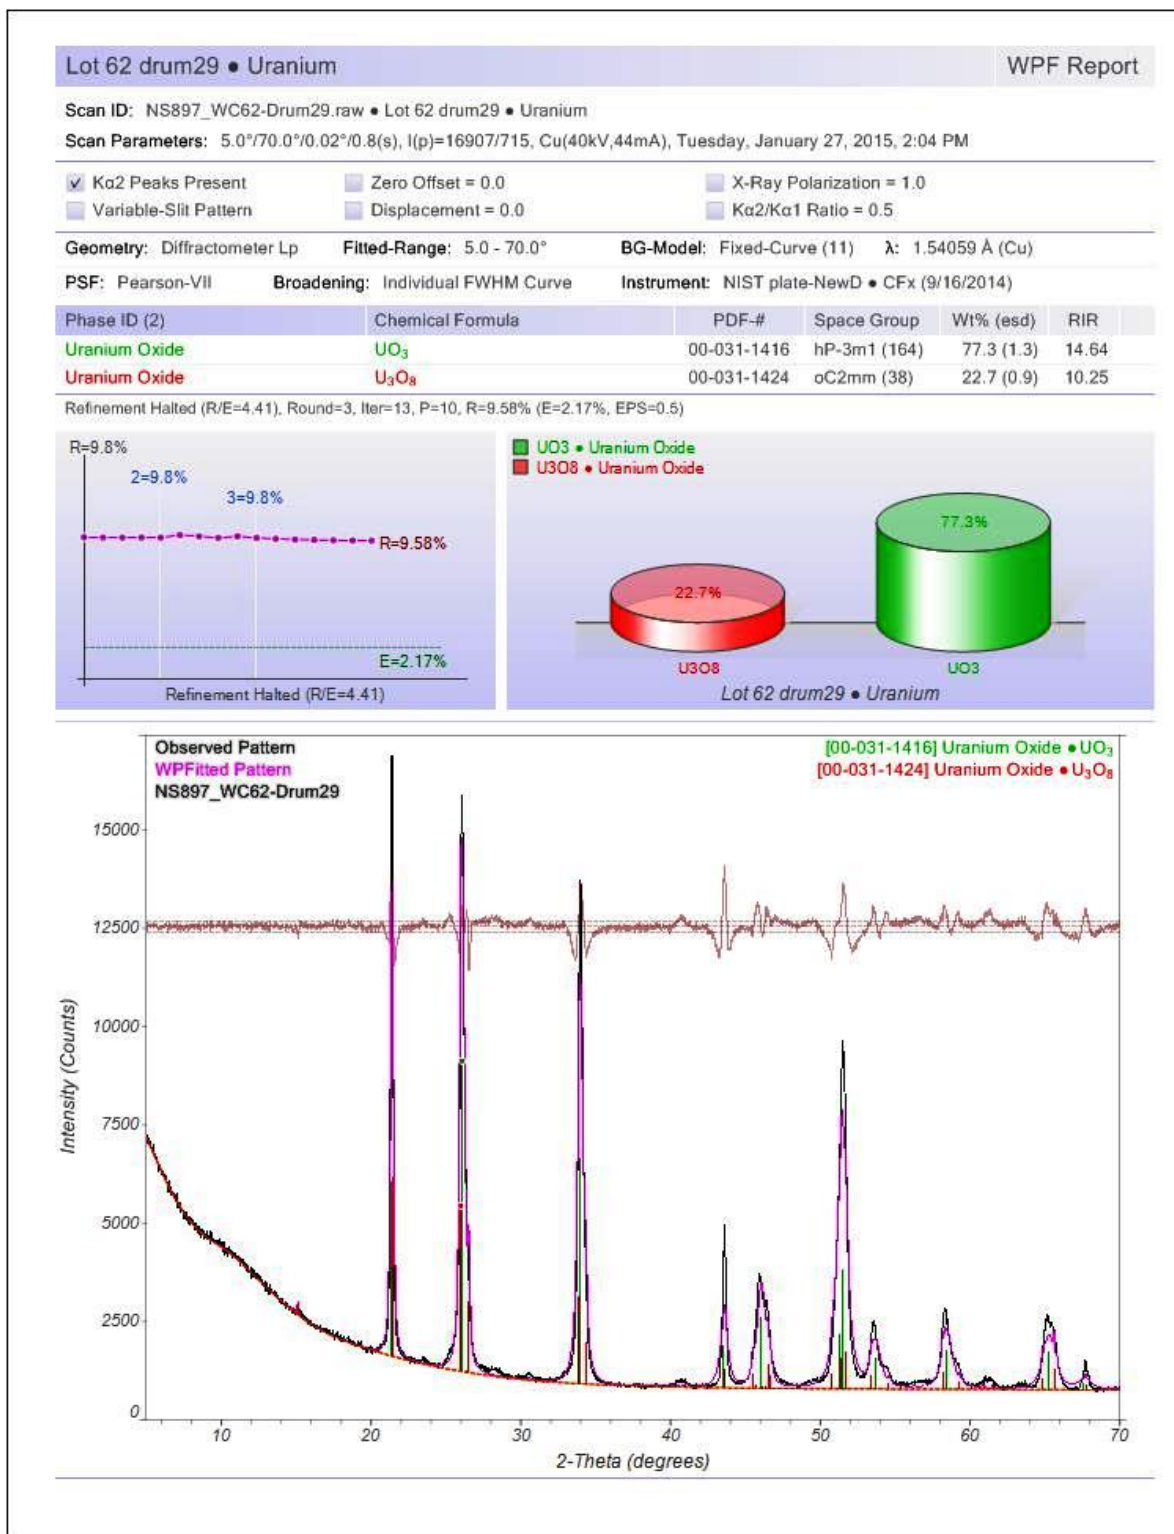 Lot 62 drum29 ● Uranium WPF Report
Scan ID: NS897_WC62-Drum29.raw ● Lot 62 drum29 ● Uranium
Scan Parameters: 5.0°/70.0°/0.02°/0.8(s), I(p)=16907/715, Cu(40kV,44mA), Tuesday, January 27, 2015, 2:04 PM
Kα2 Peaks Present Zero Offset = 0.0 X-Ray Polarization = 1.0
Variable-Slit Pattern Displacement = 0.0 Kα2/Kα1 Ratio = 0.5
Geometry: Diffractometer Lp Fitted-Range: 5.0 - 70.0° BG-Model: Fixed-Curve (11) λ: 1.54059 Å (Cu)
PSF: Pearson-VII Broadening: Individual FWHM Curve Instrument: NIST plate-NewD ● CFx (9/16/2014)
Phase ID (2) Chemical Formula PDF-# Space Group Wt% (esd) RIR
Uranium Oxide UO₃ 00-031-1416 hP-3m1 (164) 77.3 (1.3) 14.64
Uranium Oxide U₃O₈ 00-031-1424 oC2mm (38) 22.7 (0.9) 10.25
Refinement Halted (R/E=4.41), Round=3, Iter=13, P=10, R=9.58% (E=2.17%, EPS=0.5)
R=9.8%
2=9.8%
3=9.8%
R=9.58%
E=2.17%
Refinement Halted (R/E=4.41)
UO3 ● Uranium Oxide
U3O8 ● Uranium Oxide
77.3%
22.7%
U3O8 UO3
Lot 62 drum29 ● Uranium
Observed Pattern [00-031-1416] Uranium Oxide ● UO₃
WPFitted Pattern [00-031-1424] Uranium Oxide ● U₃O₈
NS897_WC62-Drum29
15000
12500
10000
7500
5000
2500
0
Intensity (Counts)
10 20 30 40 50 60 70
2-Theta (degrees)